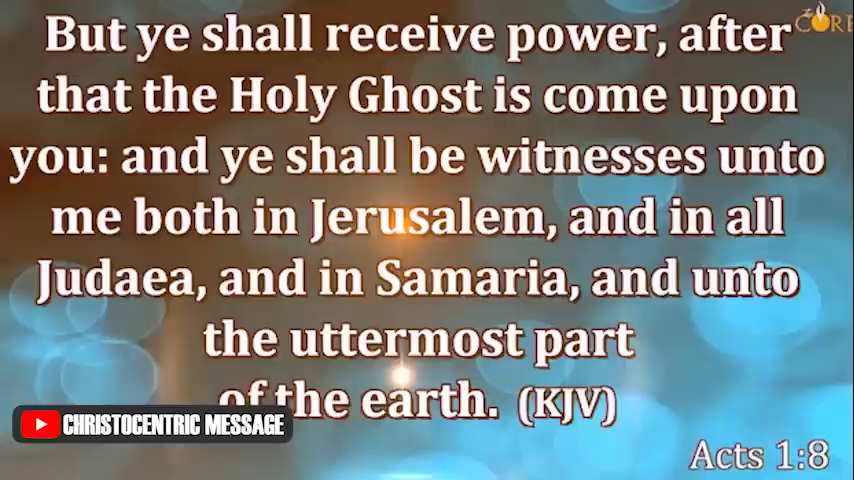 But ye shall receive power, after
that the Holy Ghost is come upon
you: and ye shall be witnesses unto
me both in Jerusalem, and in all
Judaea, and in Samaria, and unto
the uttermost part
of the earth. (KJV)
CHRISTOCENTRIC MESSAGE
Acts 1:8